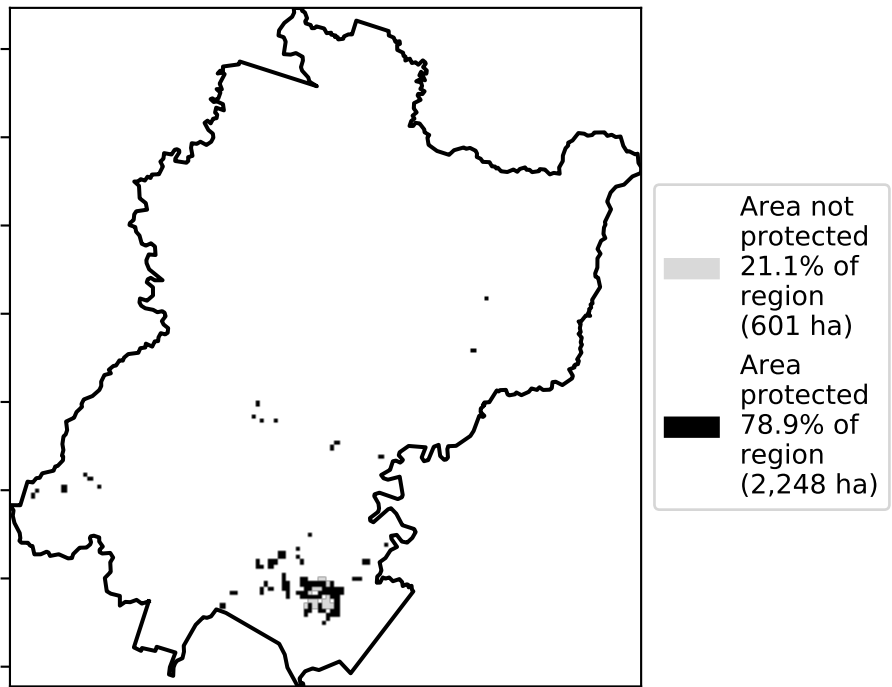 Area not
protected
21.1% of
region
(601 ha)
Area
protected
78.9% of
region
(2,248 ha)